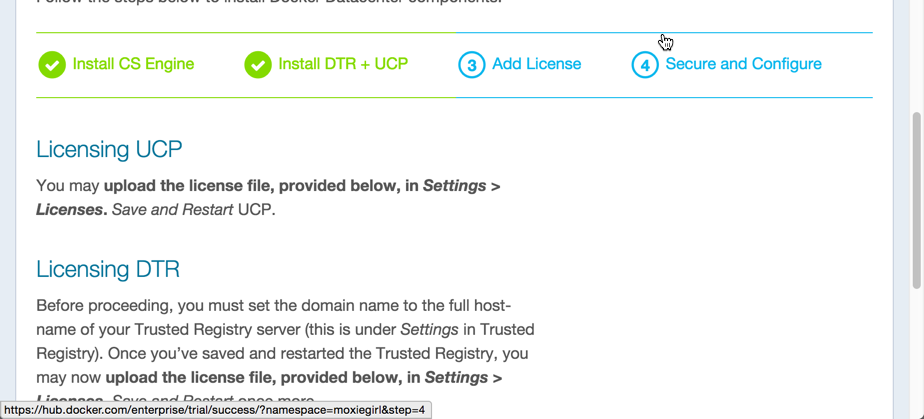 Follow the steps below to install Docker Datacenter components.
Install CS Engine
Install DTR + UCP
3 Add License
4 Secure and Configure
Licensing UCP
You may upload the license file, provided below, in Settings >
Licenses. Save and Restart UCP.
Licensing DTR
Before proceeding, you must set the domain name to the full host-
name of your Trusted Registry server (this is under Settings in Trusted
Registry). Once you've saved and restarted the Trusted Registry, you
may now upload the license file, provided below, in Settings >
Licenses. Save and Restart once more.
https://hub.docker.com/enterprise/trial/success/?namespace=moxiegirl&step=4